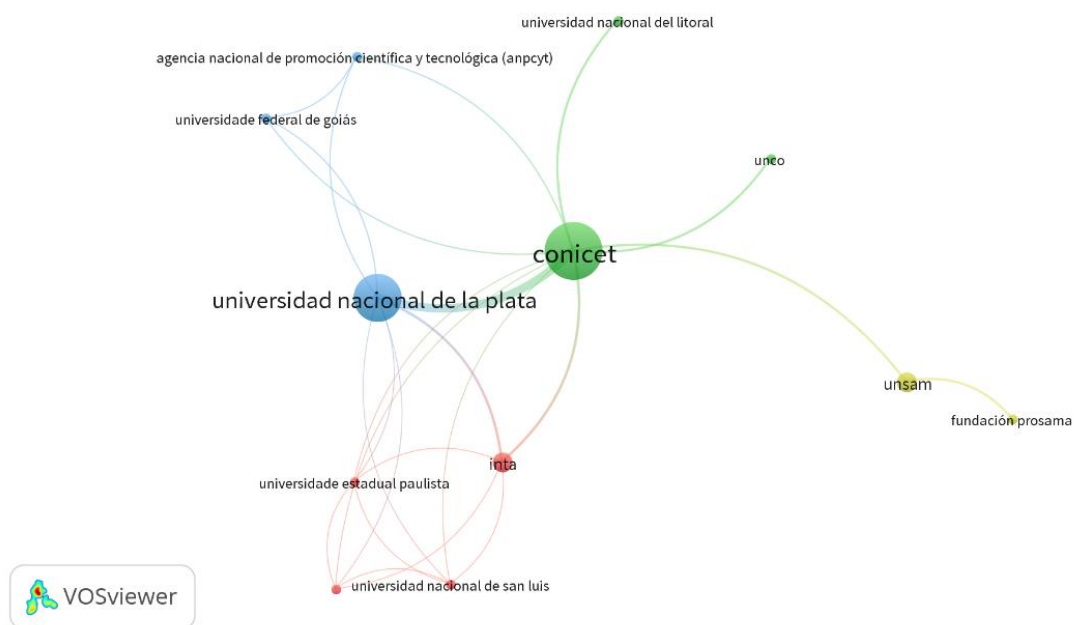 universidad nacional del litoral
agencia nacional de promoción científica y tecnológica (anpcyt)
universidade federal de goiás
unco
conicet
universidad nacional de la plata
unsam
fundación prosama
inta
universidade estadual paulista
universidad nacional de san luis
VOSviewer